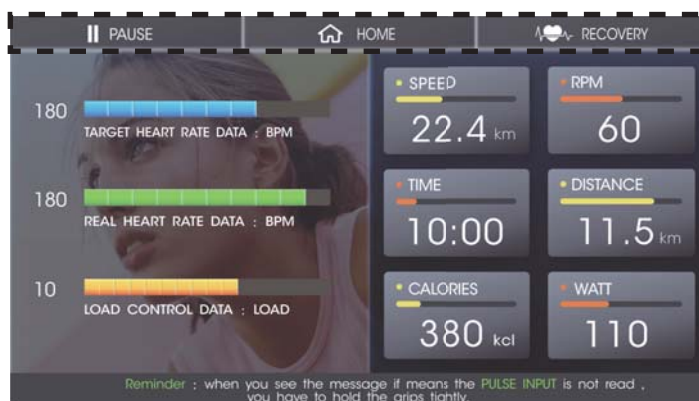 PAUSE
HOME
RECOVERY
180
TARGET HEART RATE DATA : BPM
180
REAL HEART RATE DATA : BPM
10
LOAD CONTROL DATA : LOAD
SPEED
22.4 km
RPM
60
TIME
10:00
DISTANCE
11.5 km
CALORIES
380 kcl
WATT
110
Reminder : when you see the message if means the PULSE INPUT is not read ,
you have to hold the grips tightly.